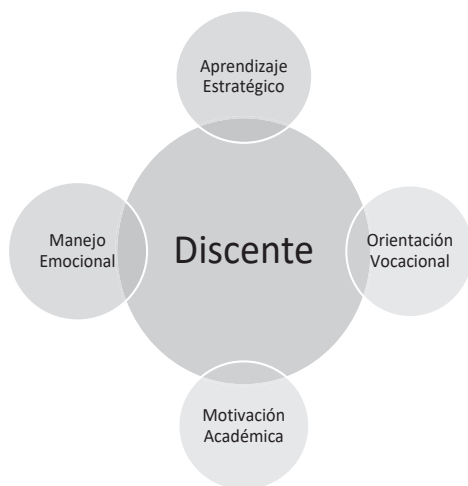 Aprendizaje
Estratégico
Manejo
Emocional
Discente
Orientación
Vocacional
Motivación
Académica